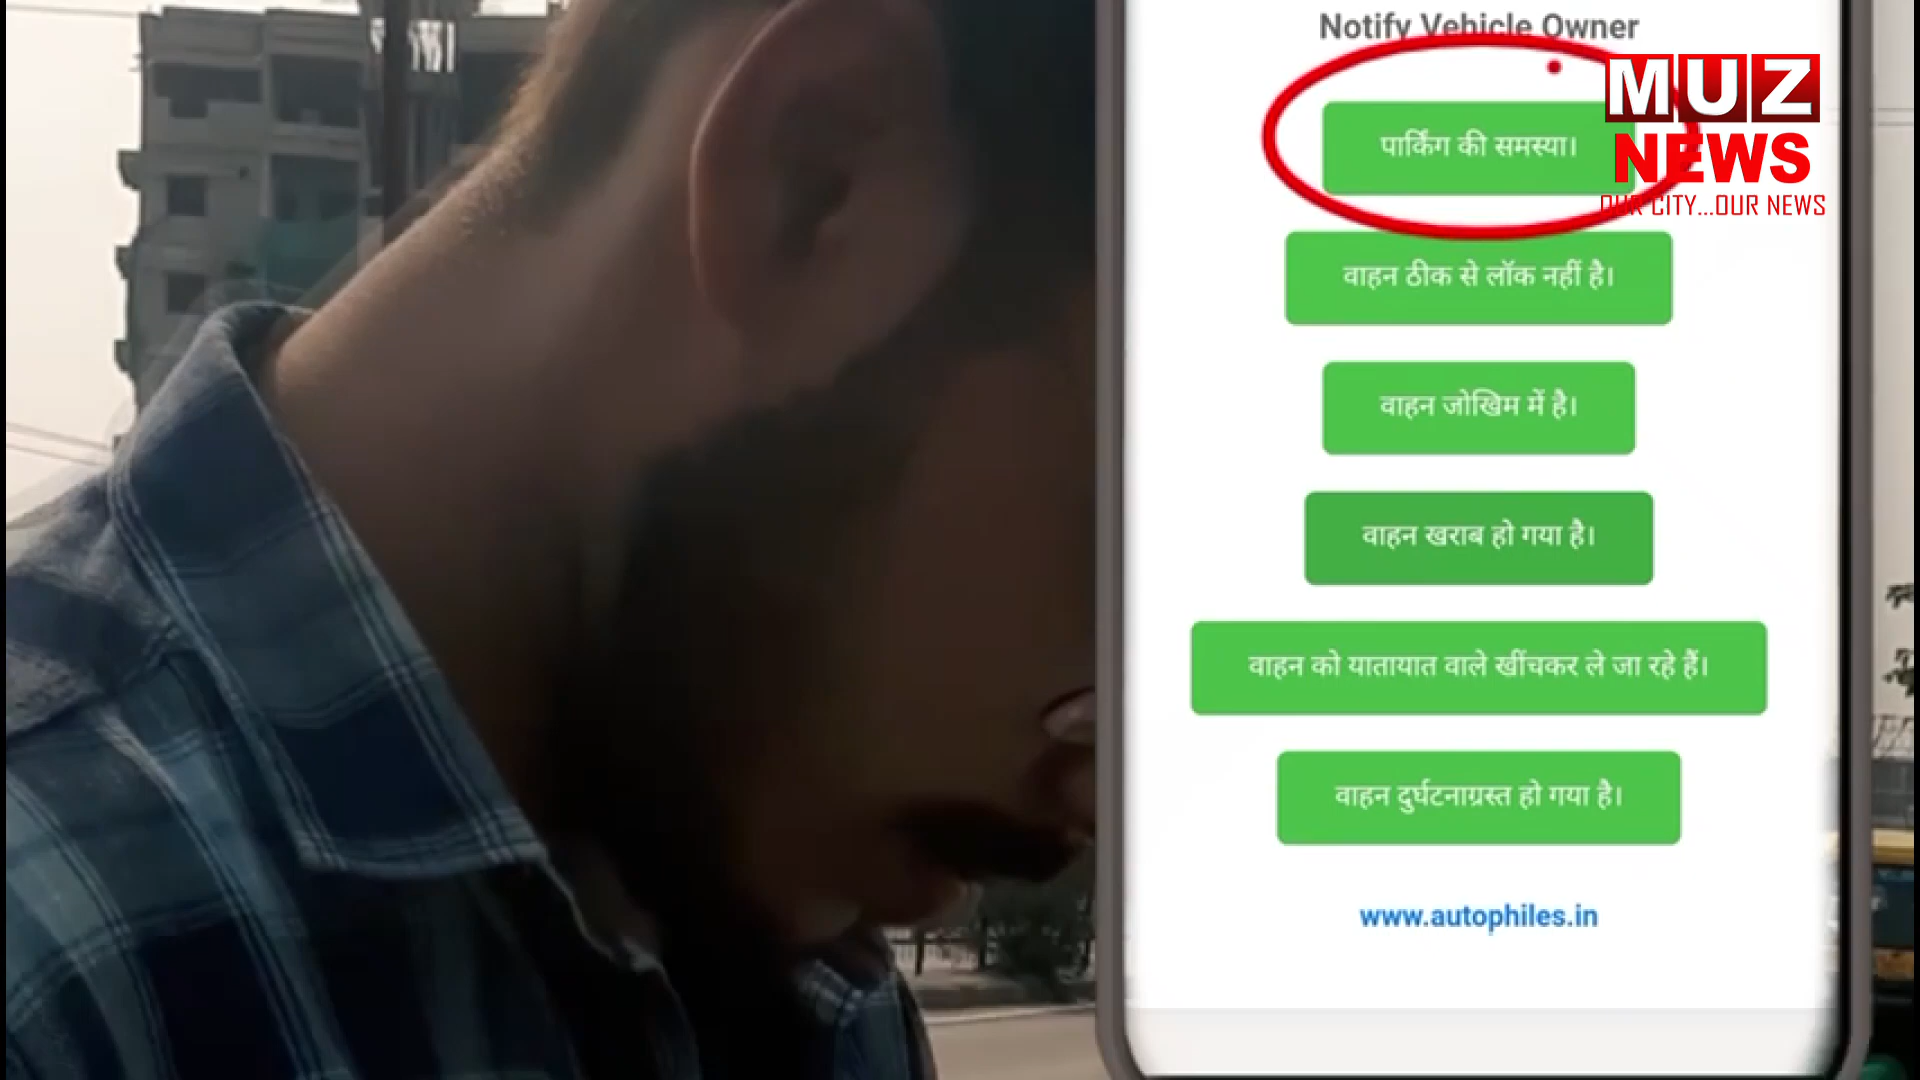 Notify Vehicle Owner
MUZ
NEWS
OUR CITY...OUR NEWS
पार्किंग की समस्या।
वाहन ठीक से लॉक नहीं है।
वाहन जोखिम में है।
वाहन खराब हो गया है।
वाहन को यातायात वाले खींचकर ले जा रहे हैं।
वाहन दुर्घटनाग्रस्त हो गया है।
www.autophiles.in